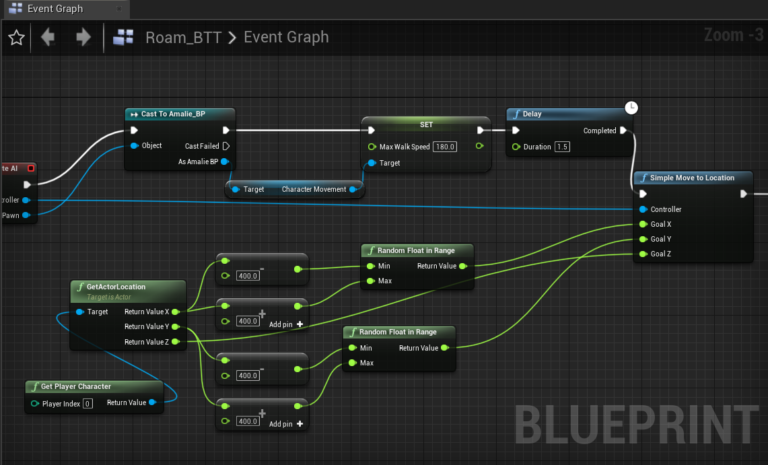 Event Graph
Roam_BTT > Event Graph
Zoom -3
Cast To Amalie_BP
Object
Cast Failed
As Amalie BP
SET
Max Walk Speed 180.0
Target
Delay
Completed
Duration 1.5
te AI
roller
Pawn
Target
Character Movement
Simple Move to Location
Controller
Goal X
Goal Y
Goal Z
400.0
-
Random Float in Range
Min
Return Value
Max
GetActorLocation
Target is Actor
Target
Return Value X
Return Value Y
Return Value Z
400.0
+
Add pin +
Random Float in Range
Min
Return Value
Max
400.0
-
Get Player Character
Player Index 0
Return Value
400.0
+
Add pin +
BLUEPRINT